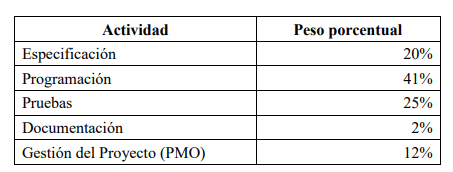 Actividad Peso porcentual
Especificación 20%
Programación 41%
Pruebas 25%
Documentación 2%
Gestión del Proyecto (PMO) 12%